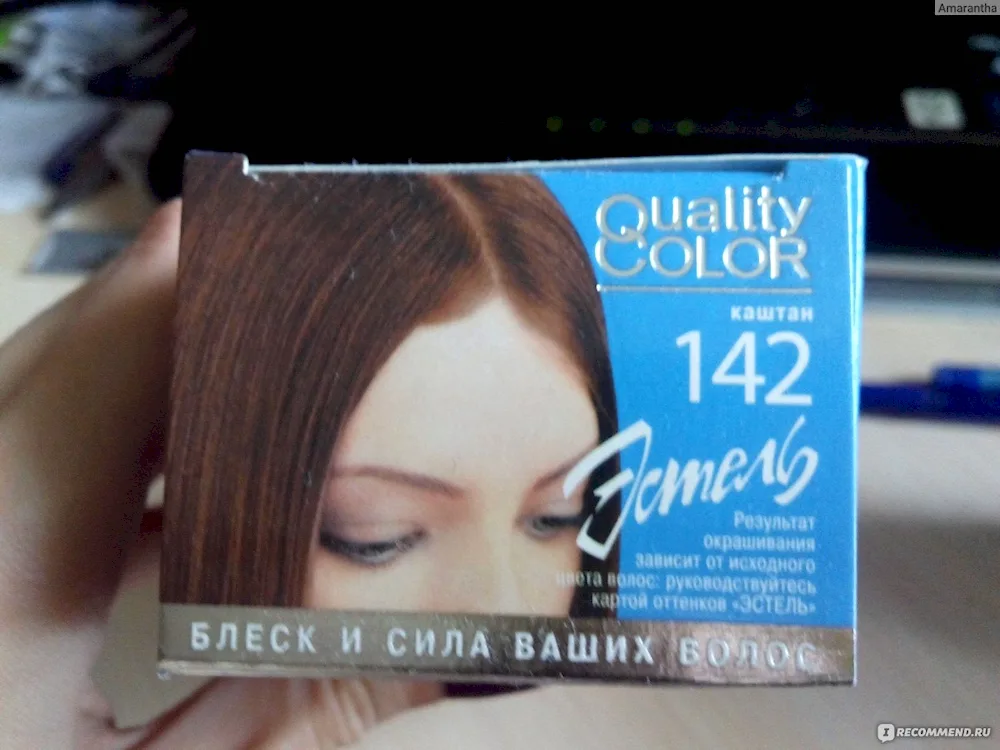 Amarantha
Quality
COLOR
каштан
142
Эстель
Результат
окрашивания
зависит от исходного
цвета волос: руководствуйтесь
картой оттенков «ЭСТЕЛЬ»
БЛЕСК И СИЛА ВАШИХ ВОЛОС
IRECOMMEND.RU